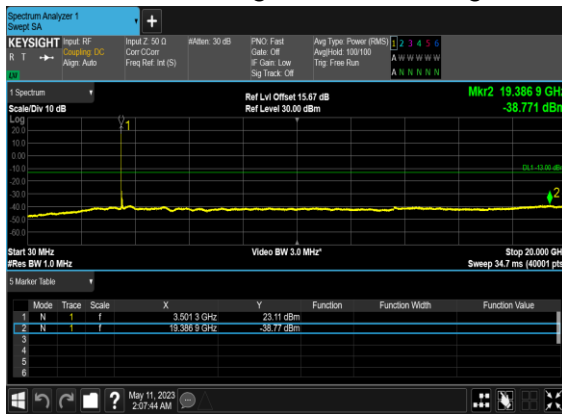 Spectrum Analyzer 1
Swept SA
+
KEYSIGHT Input: RF Input Z: 50 Ω #Atten: 30 dB PNO: Fast Avg Type: Power (RMS) 1 2 3 4 5 6
R T Coupling: DC Corr CCorr Gate: Off Avg|Hold: 100/100 A W W W W W
Align: Auto Freq Ref: Int (S) IF Gain: Low Trig: Free Run
Sig Track: Off A N N N N N
1 Spectrum Ref Lvl Offset 15.67 dB Mkr2 19.386 9 GHz
Scale/Div 10 dB Ref Level 30.00 dBm -38.771 dBm
Log
1
20.0
10.0
0.00
-10.0 DL1 -13.00 dBm
-20.0
-30.0 2
-40.0
-50.0
-60.0
Start 30 MHz Video BW 3.0 MHz* Stop 20.000 GHz
#Res BW 1.0 MHz Sweep 34.7 ms (40001 pts)
5 Marker Table
Mode Trace Scale X Y Function Function Width Function Value
1 N 1 f 3.501 3 GHz 23.11 dBm
2 N 1 f 19.386 9 GHz -38.77 dBm
3
4
5
6
? May 11, 2023
2:07:44 AM